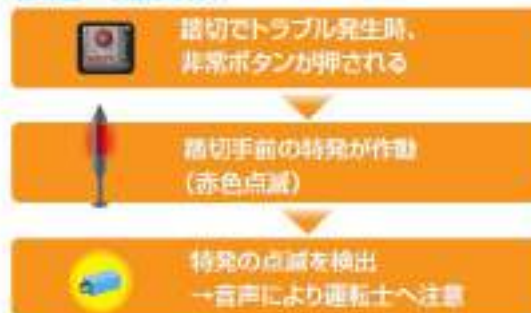 踏切でトラブル発生時、
非常ボタンが押される
踏切手前の特発が作動
(赤色点滅)
特発の点滅を検出
→音声により運転士へ注意